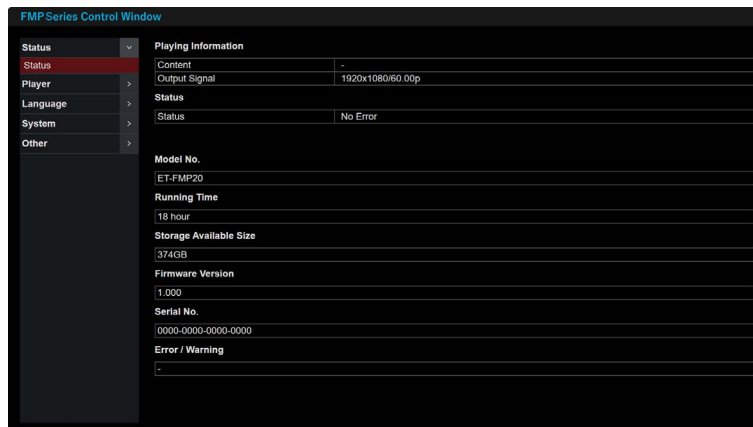 FMP Series Control Window
Status
Status
Player
Language
System
Other
Playing Information
Content -
Output Signal 1920x1080/60.00p
Status
Status No Error
Model No.
ET-FMP20
Running Time
18 hour
Storage Available Size
374GB
Firmware Version
1.000
Serial No.
0000-0000-0000-0000
Error / Warning
-